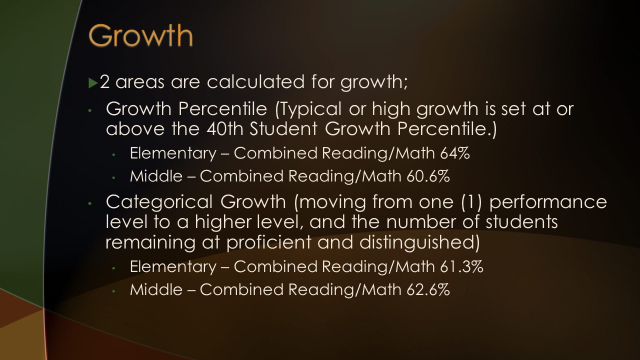 Growth
2 areas are calculated for growth;
Growth Percentile (Typical or high growth is set at or
above the 40th Student Growth Percentile.)
Elementary – Combined Reading/Math 64%
Middle – Combined Reading/Math 60.6%
Categorical Growth (moving from one (1) performance
level to a higher level, and the number of students
remaining at proficient and distinguished)
Elementary – Combined Reading/Math 61.3%
Middle – Combined Reading/Math 62.6%